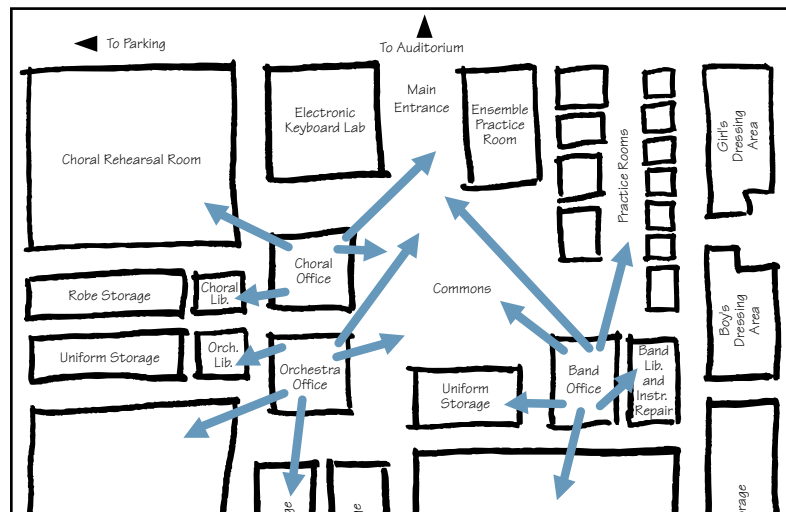 To Parking
To Auditorium
Main
Entrance
Electronic
Keyboard Lab
Ensemble
Practice
Room
Choral Rehearsal Room
Practice Rooms
Girl's
Dressing
Area
Choral
Office
Robe Storage
Choral
Lib.
Commons
Boy's
Dressing
Area
Uniform Storage
Orch.
Lib.
Orchestra
Office
Uniform
Storage
Band
Office
Band
Lib.
and
Instr.
Repair